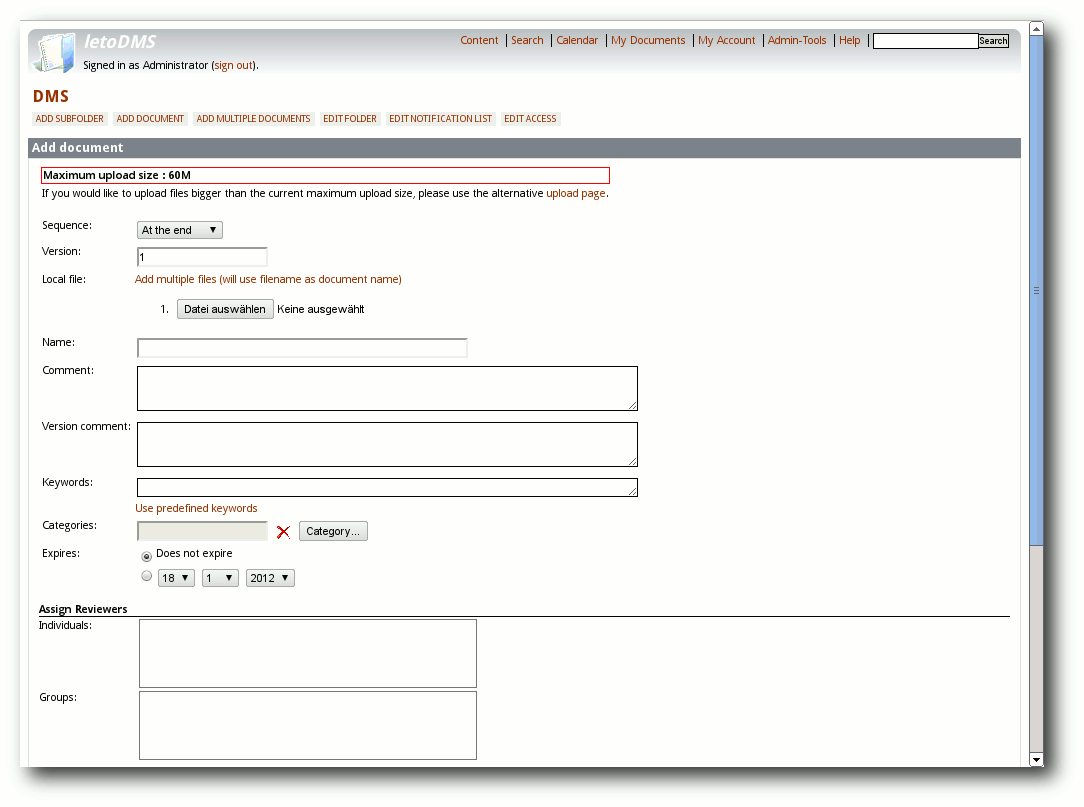 letoDMS
Content Search Calendar My Documents My Account Admin-Tools Help Search
Signed in as Administrator (sign out).
DMS
ADD SUBFOLDER ADD DOCUMENT ADD MULTIPLE DOCUMENTS EDIT FOLDER EDIT NOTIFICATION LIST EDIT ACCESS
Add document
Maximum upload size : 60M
If you would like to upload files bigger than the current maximum upload size, please use the alternative upload page.
Sequence: At the end
Version: 1
Local file: Add multiple files (will use filename as document name)
1. Datei auswählen Keine ausgewählt
Name:
Comment:
Version comment:
Keywords:
Use predefined keywords
Categories: Category...
Expires: Does not expire
18 1 2012
Assign Reviewers
Individuals:
Groups: